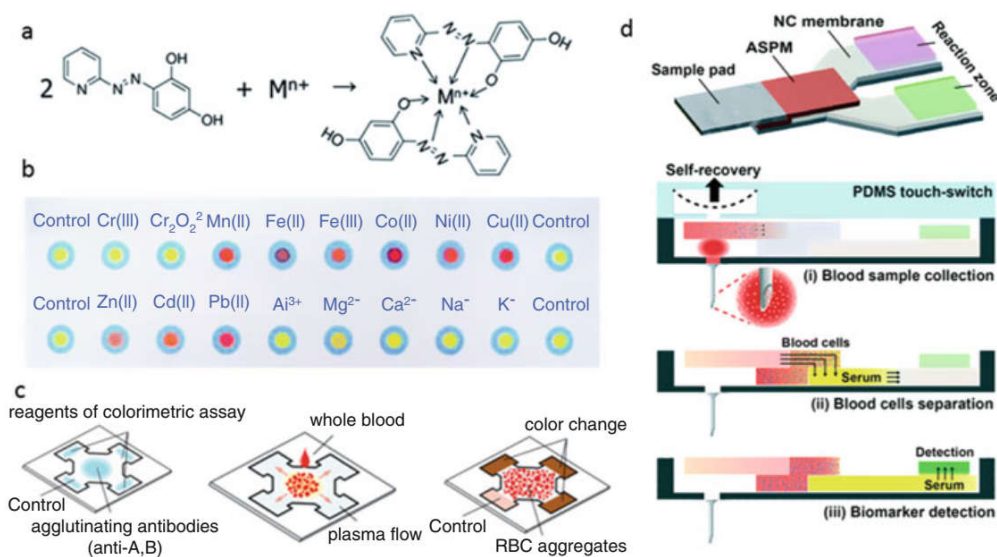 a
2
N
N
N
HO
OH
+ Mⁿ⁺ →
N
N=N
OH
O
Mⁿ⁺
O
HO
N=N
N
b
Control Cr(III) Cr₂O₂² Mn(II) Fe(II) Fe(III) Co(II) Ni(II) Cu(II) Control
Control Zn(II) Cd(II) Pb(II) Ai³⁺ Mg²⁻ Ca²⁻ Na⁻ K⁻ Control
c
reagents of colorimetric assay
Control
agglutinating antibodies
(anti-A,B)
whole blood
plasma flow
color change
Control
RBC aggregates
d
NC membrane
ASPM
Sample pad
Reaction zone
Self-recovery
PDMS touch-switch
(i) Blood sample collection
Blood cells
Serum
(ii) Blood cells separation
Detection
Serum
(iii) Biomarker detection